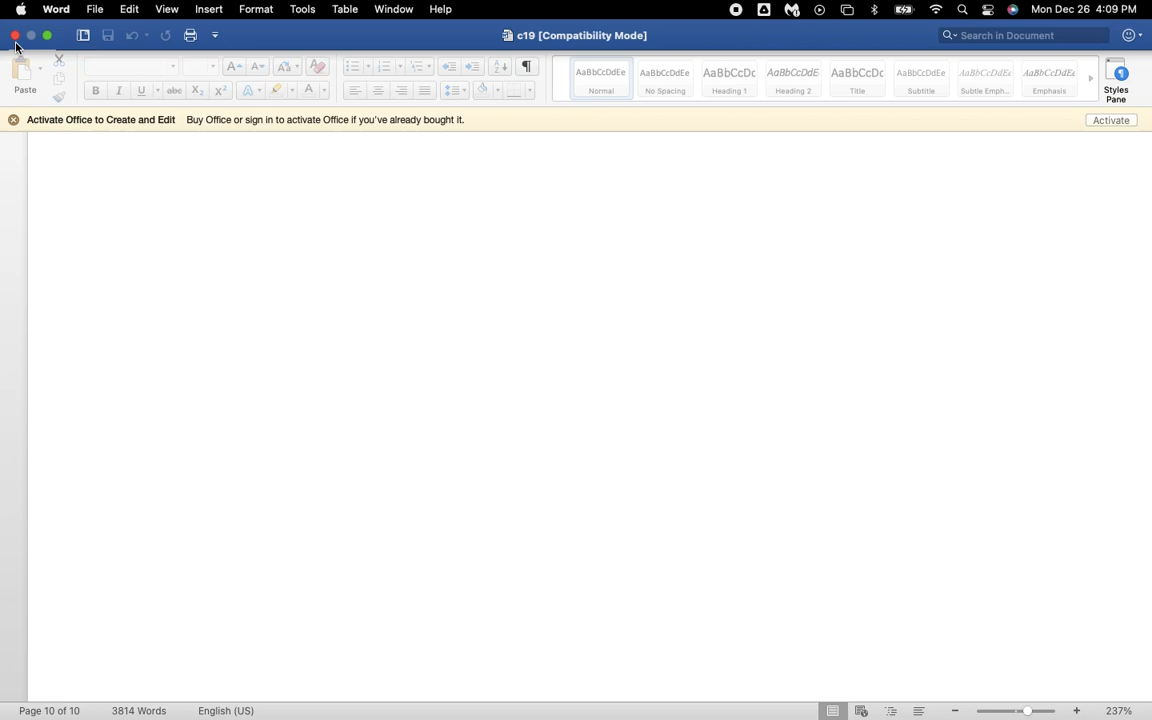 Word File Edit View Insert Format Tools Table Window Help Mon Dec 26 4:09 PM
c19 [Compatibility Mode] Search in Document
Paste
B I U abc X2 X2 A A
AaBbCcDdEe AaBbCcDdEe AaBbCcDc AaBbCcDdE AaBbCcDc AaBbCcDdEe AaBbCcDdEe AaBbCcDdEe
Normal No Spacing Heading 1 Heading 2 Title Subtitle Subtle Emph... Emphasis
Styles
Pane
Activate Office to Create and Edit Buy Office or sign in to activate Office if you've already bought it. Activate
Page 10 of 10 3814 Words English (US) 237%